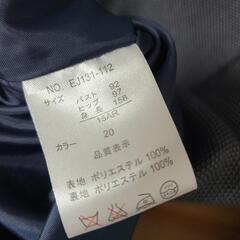 NO. EJ131-112
サイズ バスト 92
ヒップ 97
身長 158
15AR
カラー 20
品質表示
表地 ポリエステル 100%
裏地 ポリエステル 100%